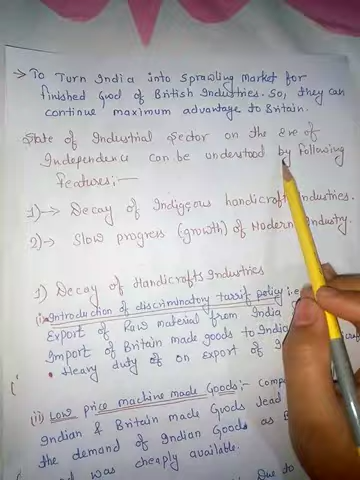 → To Turn India into Sprawling market for
finished Good of British Industries. So, they can
continue maximum advantage to Britain.
State of Industrial Sector on the Eve of
Independence can be understood by following
features:—
1)→ Decay of Indigeous handicraft Industries.
2)→ Slow progress (growth) of Modern Industry.
1) Decay of Handicrafts Industries
(i) Introduction of discriminatory tarrif policy i.e
Export of Raw material from India
Import of Britain made goods to India
• Heavy duty of on export of
(ii) Low price machine made Goods:-
Indian & Britain made Goods lead
the demand of Indian Goods as
was cheaply available.
Due to